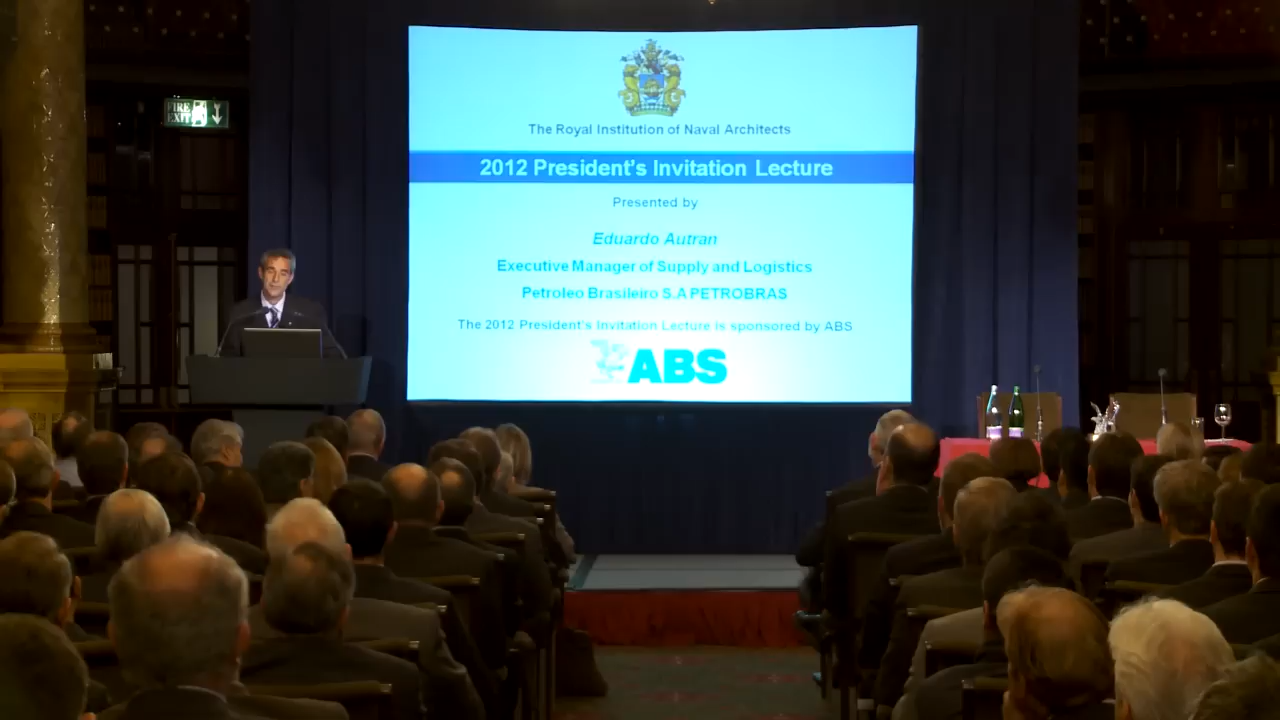 FIRE
EXIT
The Royal Institution of Naval Architects
2012 President's Invitation Lecture
Presented by
Eduardo Autran
Executive Manager of Supply and Logistics
Petroleo Brasileiro S.A PETROBRAS
The 2012 President's Invitation Lecture is sponsored by ABS
ABS